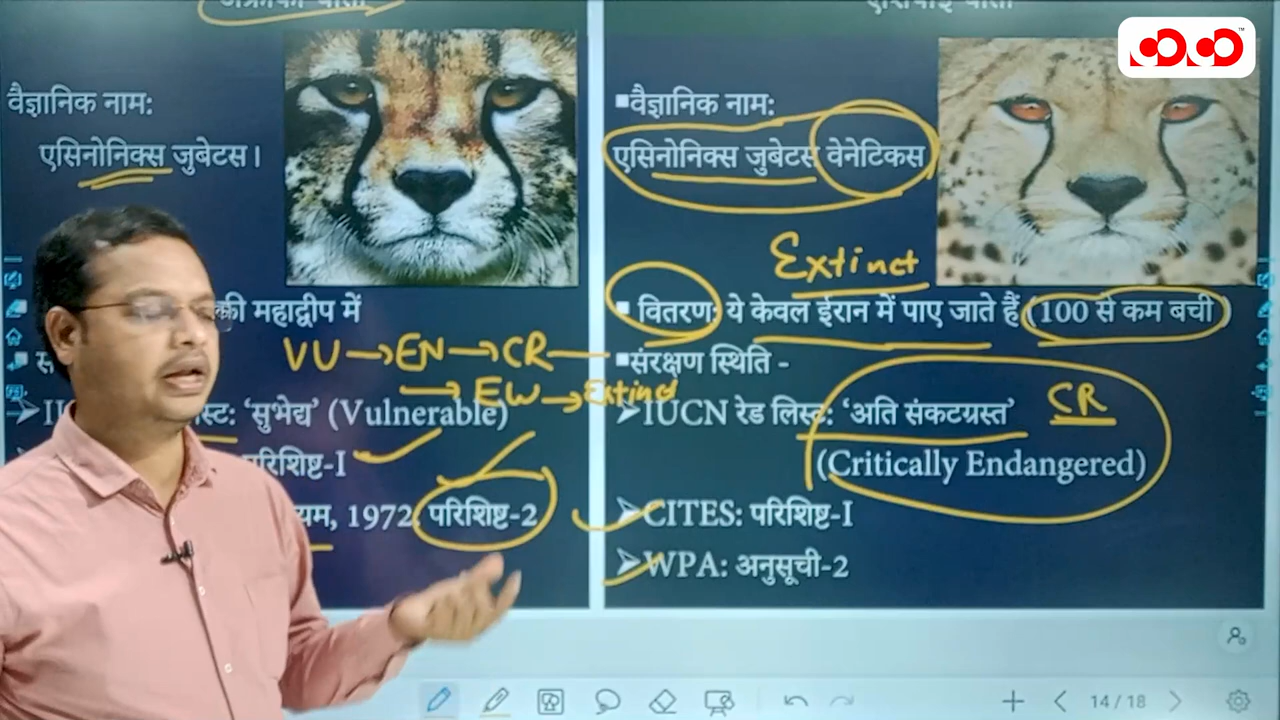 वैज्ञानिक नाम:
एसिनोनिक्स जुबेटस।
महाद्वीप में
VU → EN → CR —
→ EW → Extinct
'सुभेद्य' (Vulnerable)
परिशिष्ट-I
1972 परिशिष्ट-2
▪वैज्ञानिक नाम:
एसिनोनिक्स जुबेटस वेनेटिकस
Extinct
▪ वितरण: ये केवल ईरान में पाए जाते हैं (100 से कम बची)
▪संरक्षण स्थिति -
➤IUCN रेड लिस्ट: 'अति संकटग्रस्त' CR
(Critically Endangered)
➤CITES: परिशिष्ट-I
➤WPA: अनुसूची-2
14 / 18